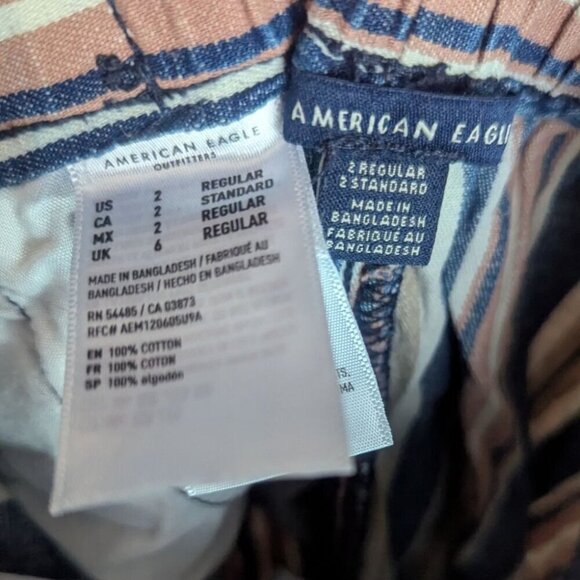 AMERICAN EAGLE
OUTFITTERS
US 2 REGULAR
CA 2 STANDARD
MX 2 REGULAR
UK 6 REGULAR
MADE IN BANGLADESH / FABRIQUÉ AU
BANGLADESH / HECHO EN BANGLADESH
RN 54485 / CA 03873
RFC# AEM120605U9A
EN 100% COTTON
FR 100% COTON
SP 100% algodón
AMERICAN EAGLE
2 REGULAR
2 STANDARD
MADE IN
BANGLADESH
FABRIQUÉ AU
BANGLADESH